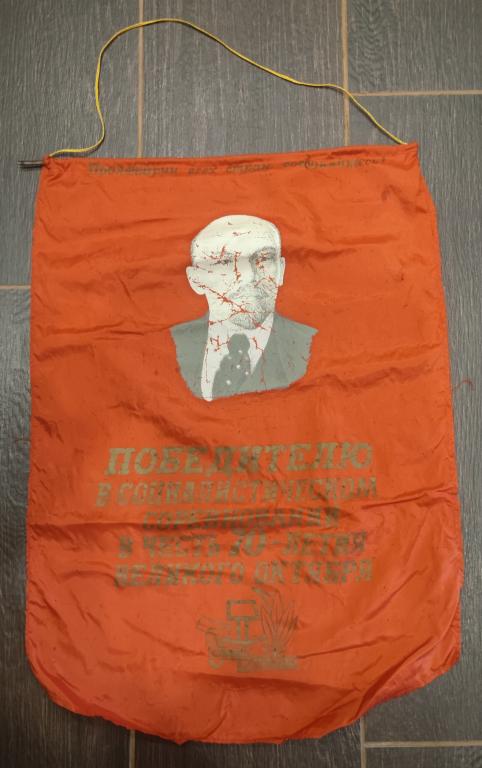 Пролетарии всех стран, соединяйтесь!
ПОБЕДИТЕЛЮ
В СОЦИАЛИСТИЧЕСКОМ
СОРЕВНОВАНИИ
В ЧЕСТЬ 70-ЛЕТИЯ
ВЕЛИКОГО ОКТЯБРЯ